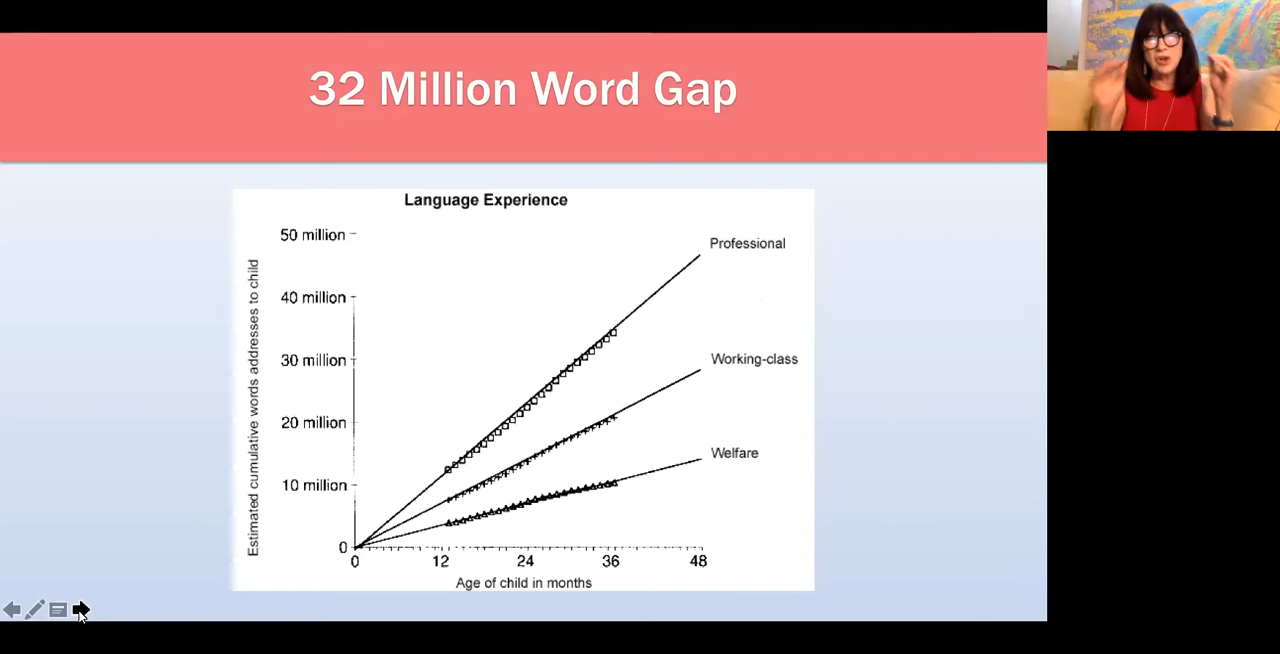 32 Million Word Gap
Language Experience
50 million
40 million
30 million
20 million
10 million
0
Estimated cumulative words addresses to child
Professional
Working-class
Welfare
0 12 24 36 48
Age of child in months